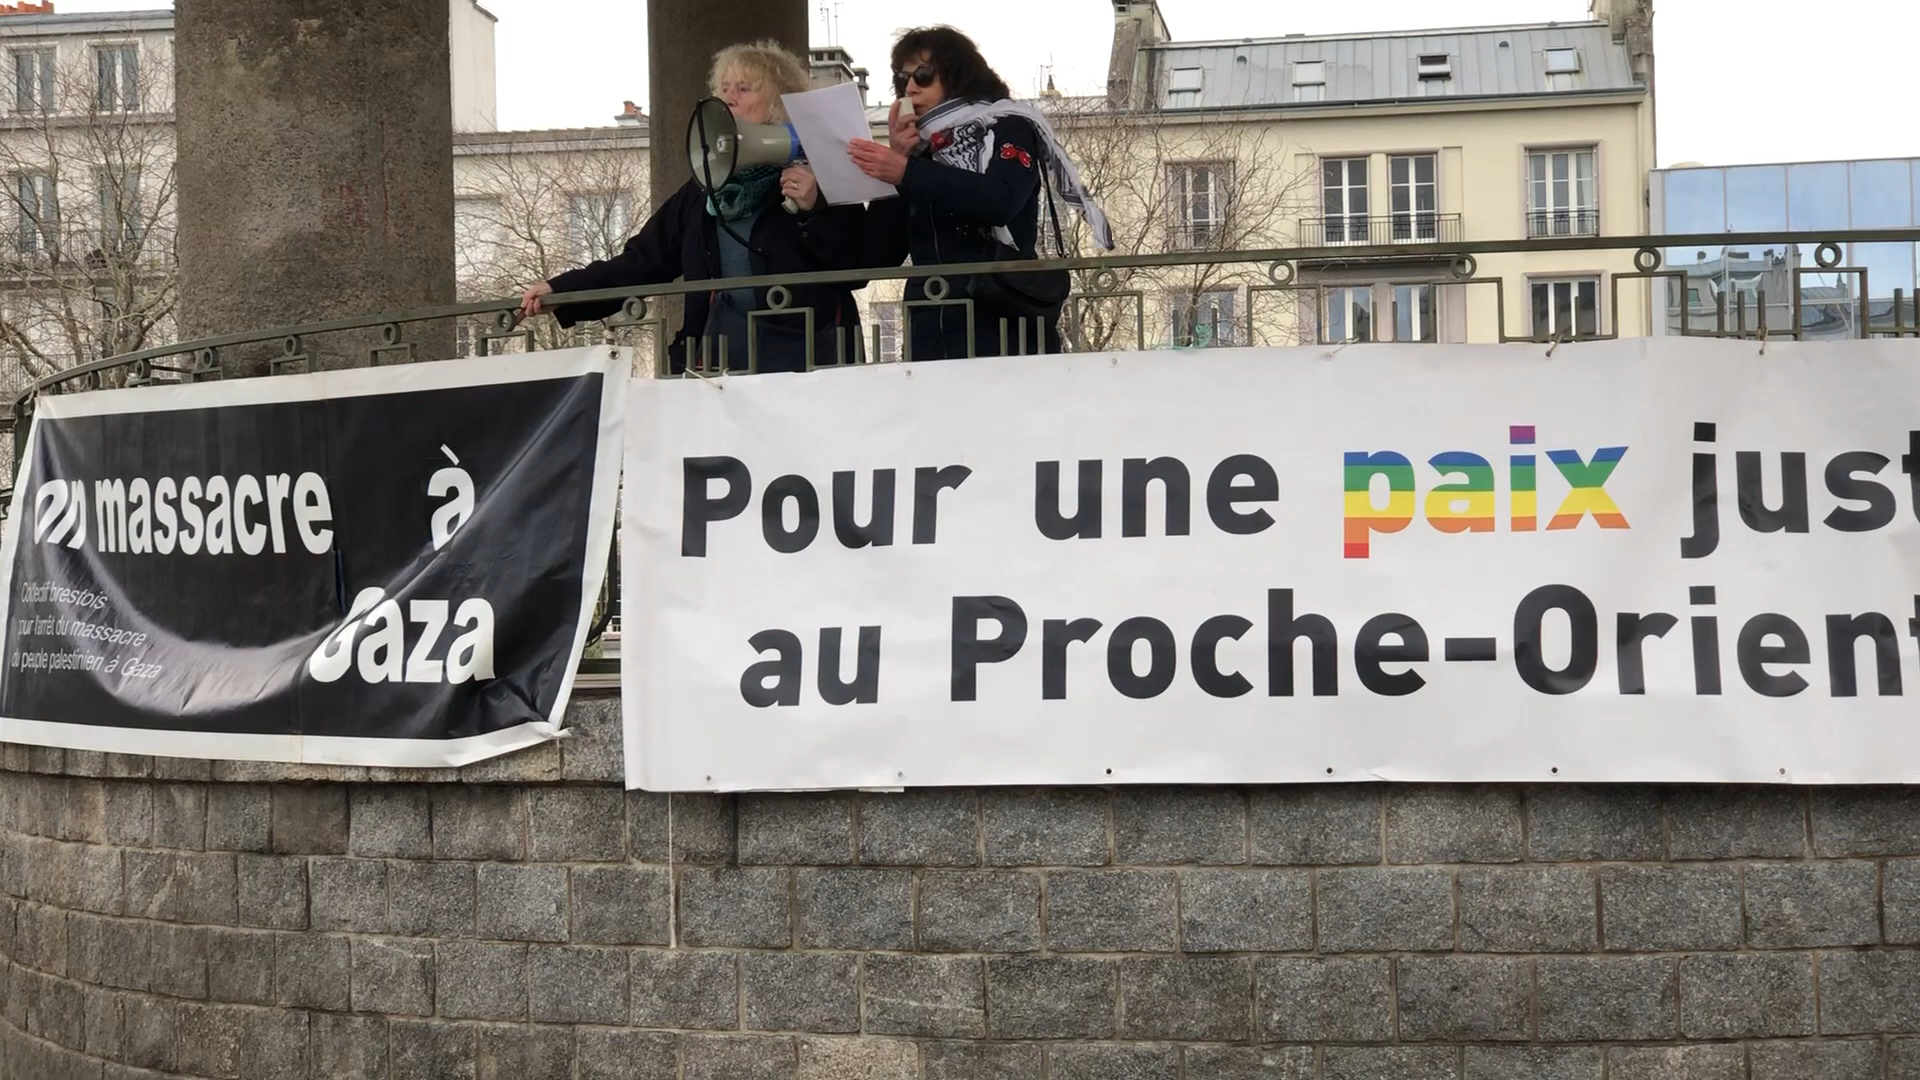 on massacre à
Gaza
Collectif brestois
pour l'arrêt du massacre
du peuple palestinien à Gaza
Pour une paix just
au Proche-Orient